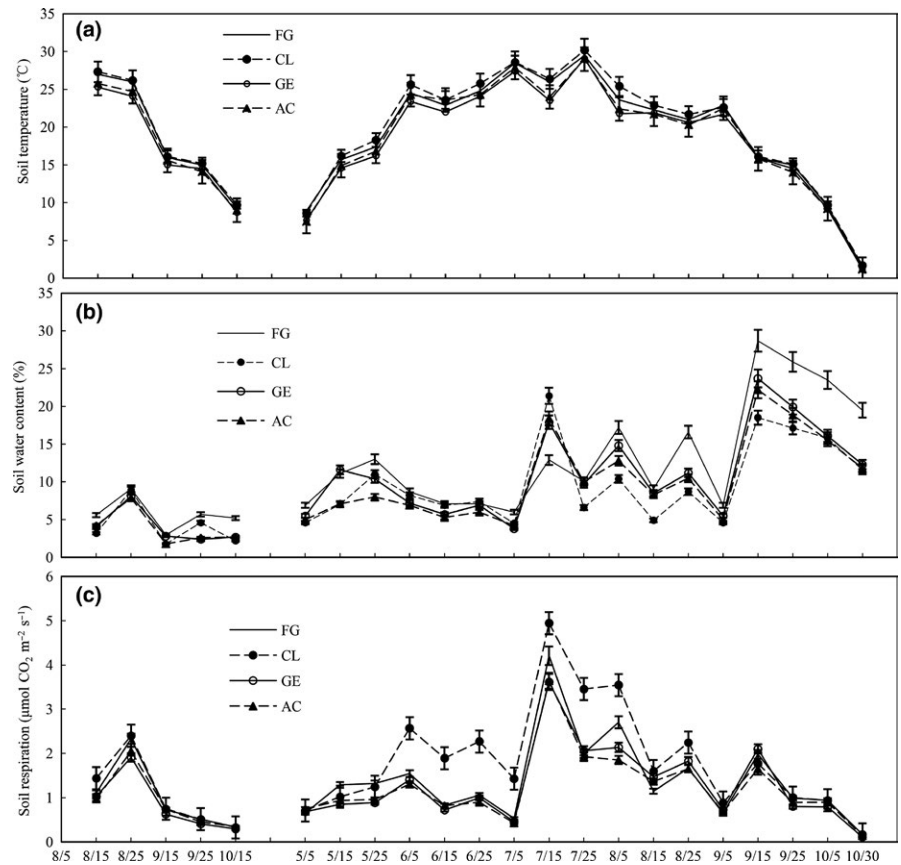 (a)
FG
CL
GE
AC
Soil temperature (°C)
35
30
25
20
15
10
5
0
(b)
FG
CL
GE
AC
Soil water content (%)
35
30
25
20
15
10
5
0
(c)
FG
CL
GE
AC
Soil respiration (µmol CO₂ m⁻² s⁻¹)
6
5
4
3
2
1
0
8/5 8/15 8/25 9/15 9/25 10/15 5/5 5/15 5/25 6/5 6/15 6/25 7/5 7/15 7/25 8/5 8/15 8/25 9/5 9/15 9/25 10/5 10/30